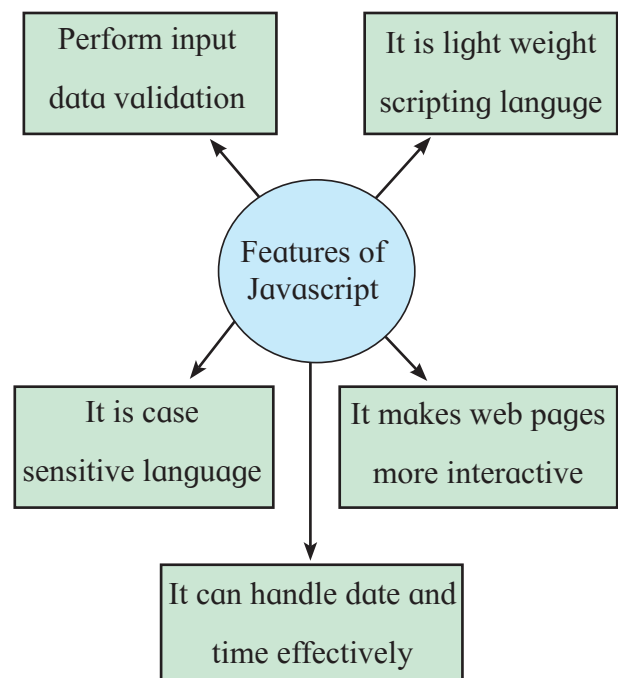 Perform input
data validation
It is light weight
scripting languge
Features of
Javascript
It is case
sensitive language
It makes web pages
more interactive
It can handle date and
time effectively